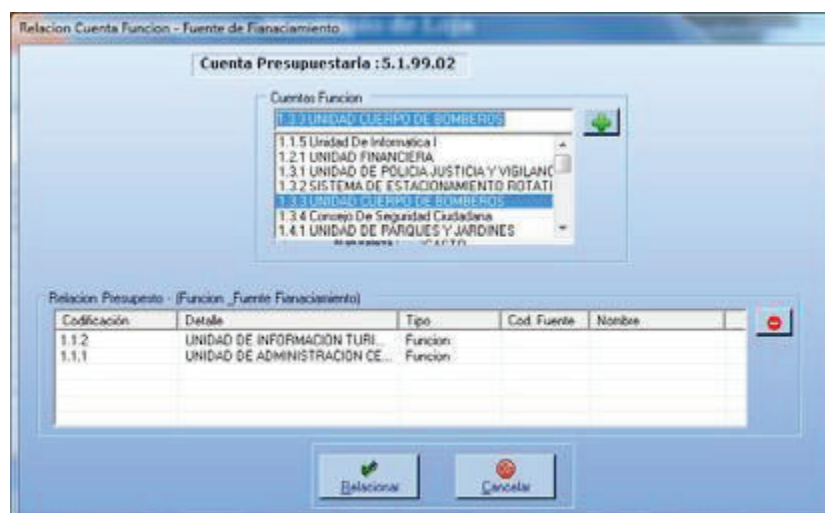 Relacion Cuenta Funcion - Fuente de Fianaciamiento
Cuenta Presupuestaria :5.1.99.02
Cuentas Funcion
1.3.3 UNIDAD CUERPO DE BOMBEROS
1.1.5 Unidad De Informatica I
1.2.1 UNIDAD FINANCIERA
1.3.1 UNIDAD DE POLICIA JUSTICIA Y VIGILANC
1.3.2 SISTEMA DE ESTACIONAMIENTO ROTATI
1.3.3 UNIDAD CUERPO DE BOMBEROS
1.3.4 Consejo De Seguridad Ciudadana
1.4.1 UNIDAD DE PARQUES Y JARDINES
Relacion Presupesto - (Funcion _Fuente Fianaciamiento)
Codificación Detalle Tipo Cod. Fuente Nombre
1.1.2 UNIDAD DE INFORMACION TURI... Funcion
1.1.1 UNIDAD DE ADMINISTRACION CE... Funcion
Relacionar Cancelar